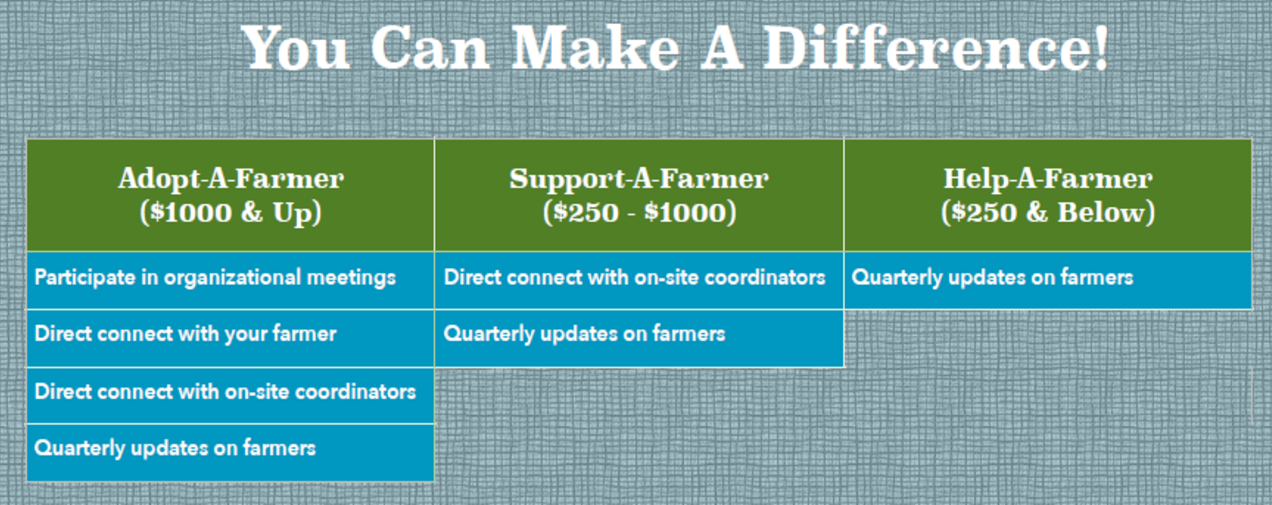 You Can Make A Difference!
Adopt-A-Farmer
($1000 & Up)
Support-A-Farmer
($250 - $1000)
Help-A-Farmer
($250 & Below)
Participate in organizational meetings
Direct connect with on-site coordinators
Quarterly updates on farmers
Direct connect with your farmer
Quarterly updates on farmers
Direct connect with on-site coordinators
Quarterly updates on farmers